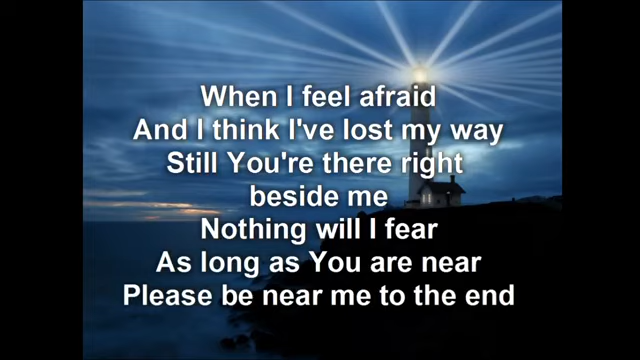 When I feel afraid
And I think I've lost my way
Still You're there right
beside me
Nothing will I fear
As long as You are near
Please be near me to the end